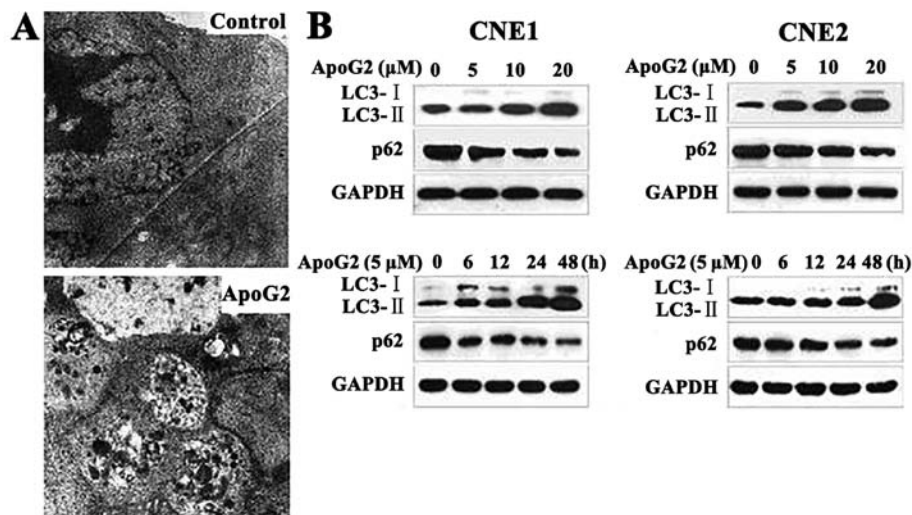 A
Control
ApoG2
B
CNE1
ApoG2 (µM) 0 5 10 20
LC3-Ⅰ
LC3-Ⅱ
p62
GAPDH
ApoG2 (5 µM) 0 6 12 24 48 (h)
LC3-Ⅰ
LC3-Ⅱ
p62
GAPDH
CNE2
ApoG2 (µM) 0 5 10 20
LC3-Ⅰ
LC3-Ⅱ
p62
GAPDH
ApoG2 (5 µM) 0 6 12 24 48 (h)
LC3-Ⅰ
LC3-Ⅱ
p62
GAPDH